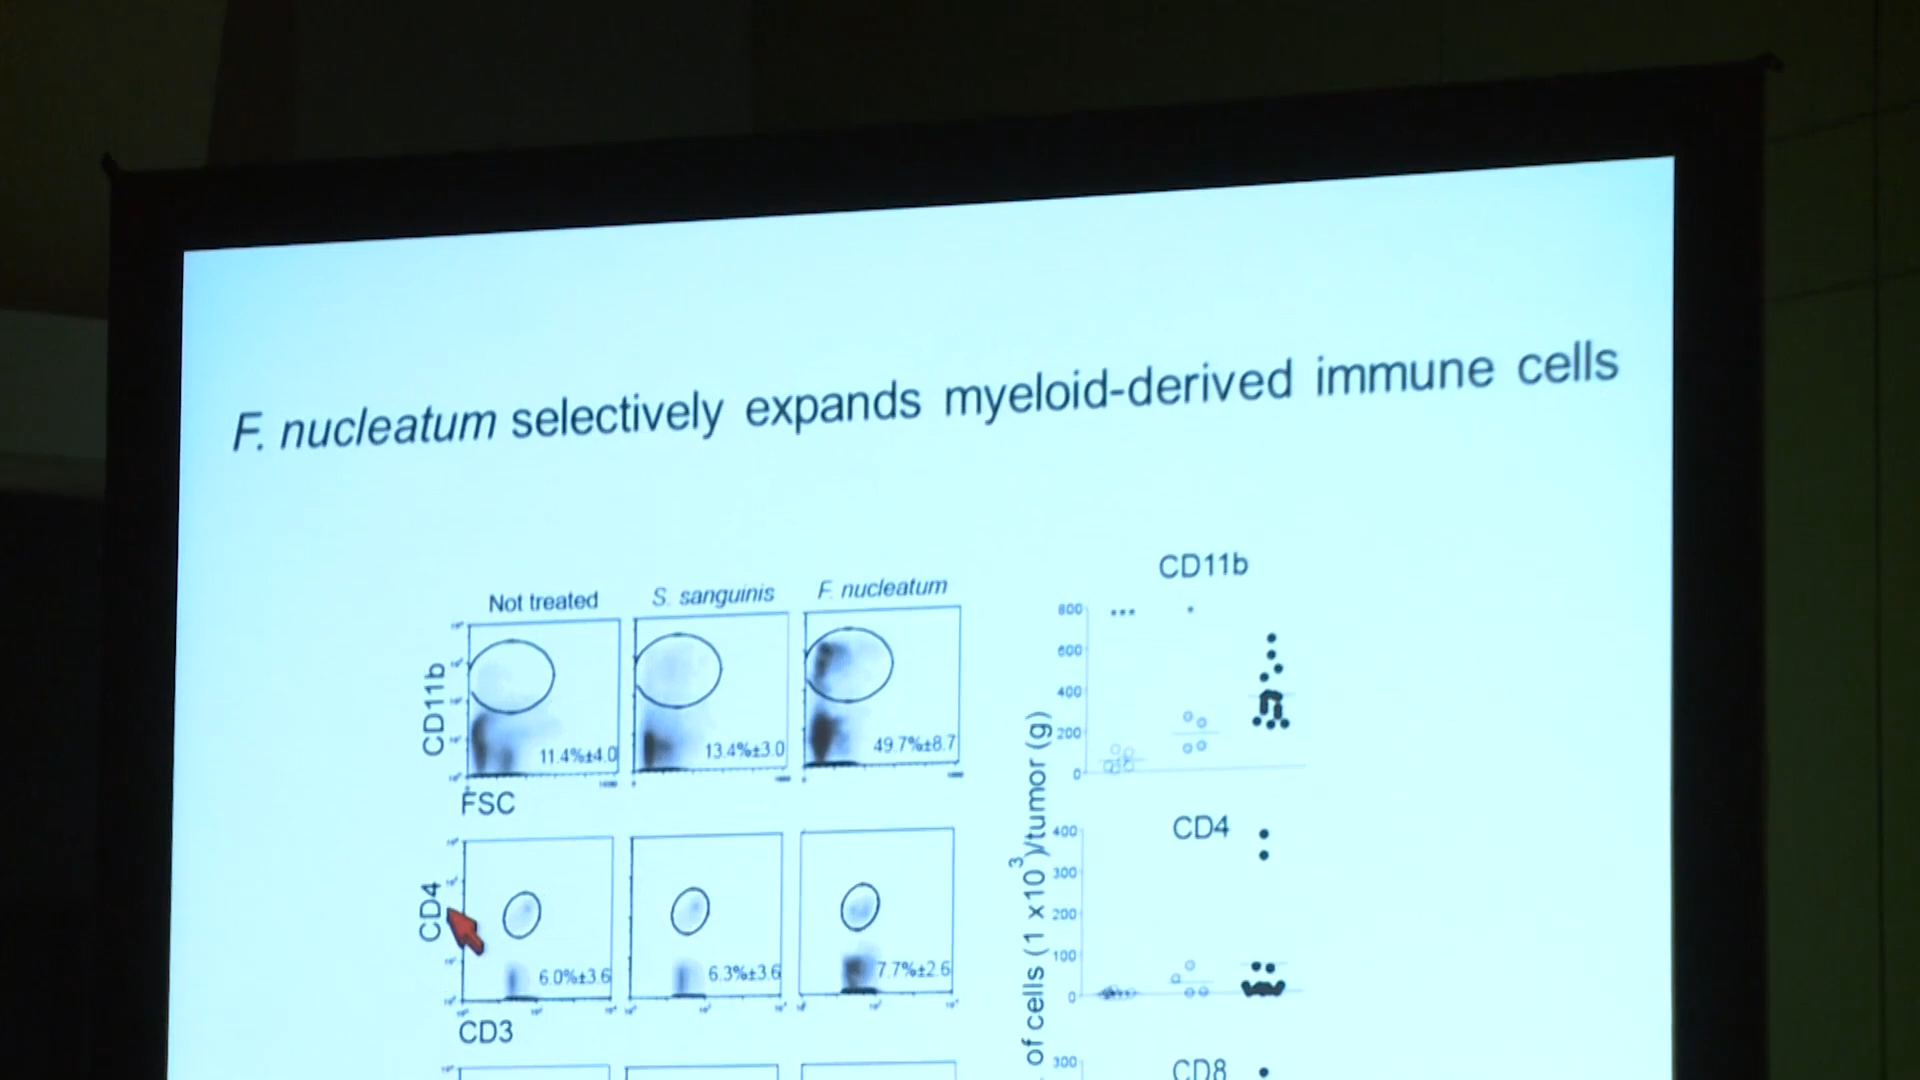 F. nucleatum selectively expands myeloid-derived immune cells
Not treated
S. sanguinis
F. nucleatum
CD11b
11.4%±4.0
13.4%±3.0
49.7%±8.7
FSC
CD4
6.0%±3.6
6.3%±3.6
7.7%±2.6
CD3
of cells (1 x10³)/tumor (g)
CD11b
800
***
*
600
400
200
0
CD4
400
300
200
100
0
CD8
300